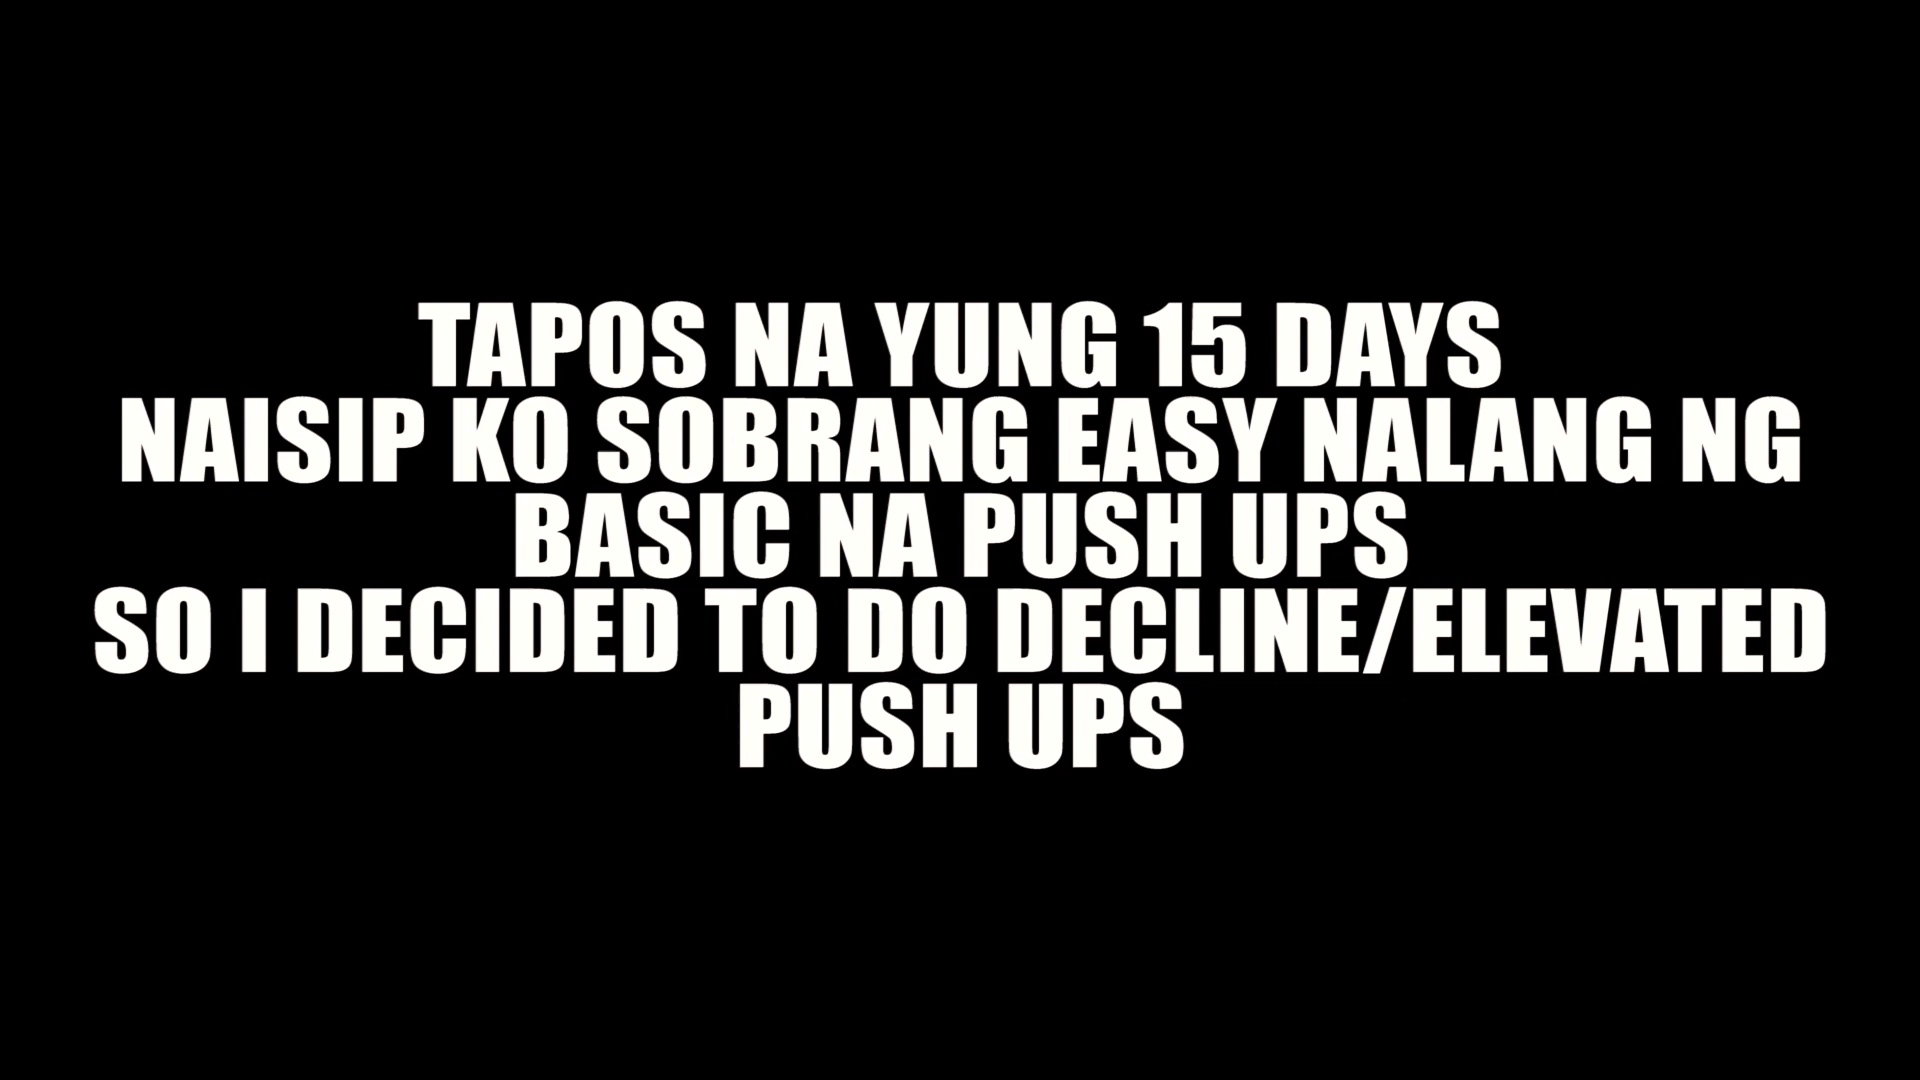 TAPOS NA YUNG 15 DAYS
NAISIP KO SOBRANG EASY NALANG NG
BASIC NA PUSH UPS
SO I DECIDED TO DO DECLINE/ELEVATED
PUSH UPS